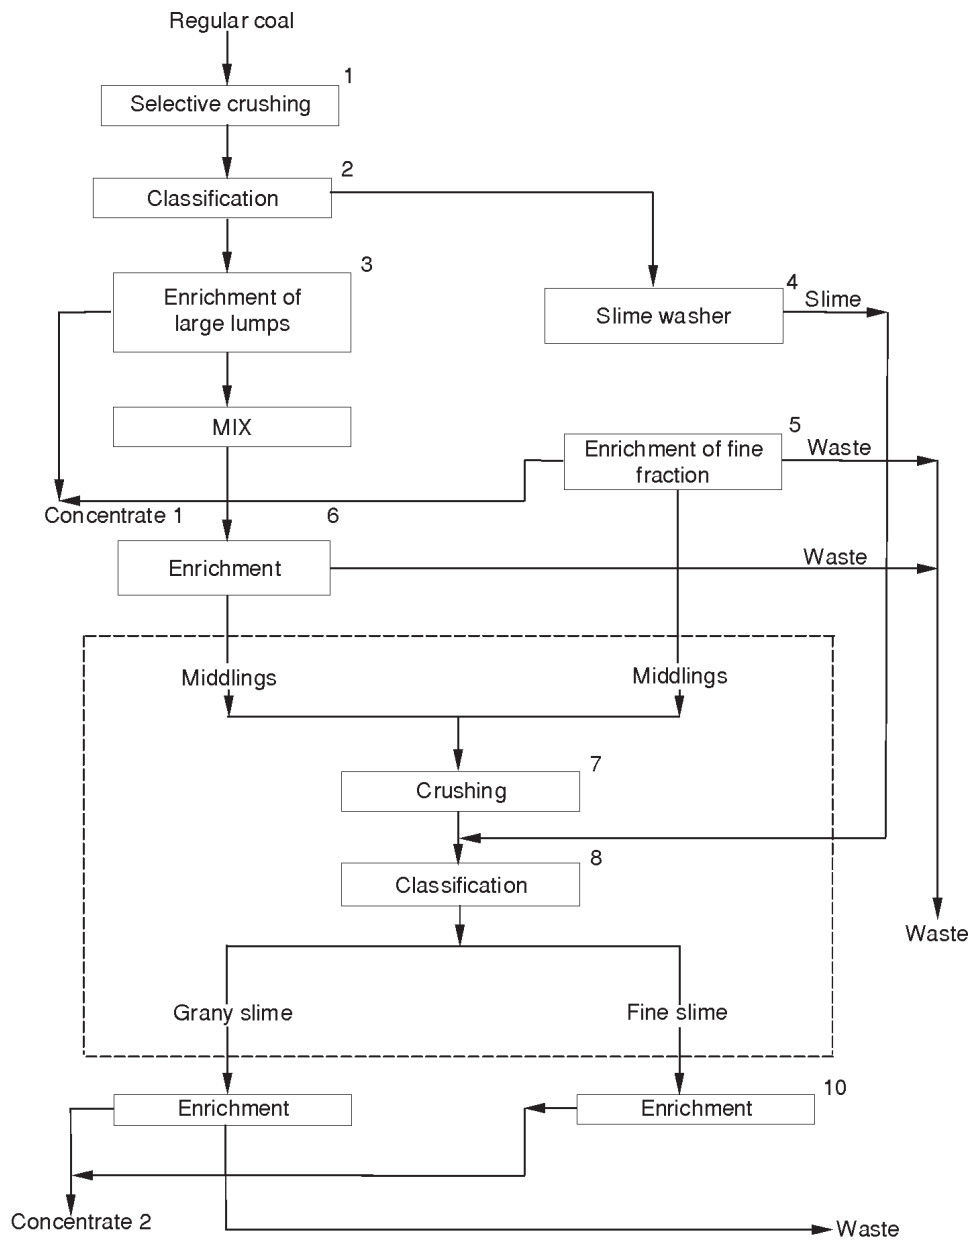 Regular coal
1
Selective crushing
2
Classification
3
Enrichment of
large lumps
4
Slime washer
Slime
MIX
5
Enrichment of fine
fraction
Waste
Concentrate 1
6
Enrichment
Waste
Middlings
Middlings
7
Crushing
8
Classification
Waste
Grany slime
Fine slime
Enrichment
10
Enrichment
Concentrate 2
Waste